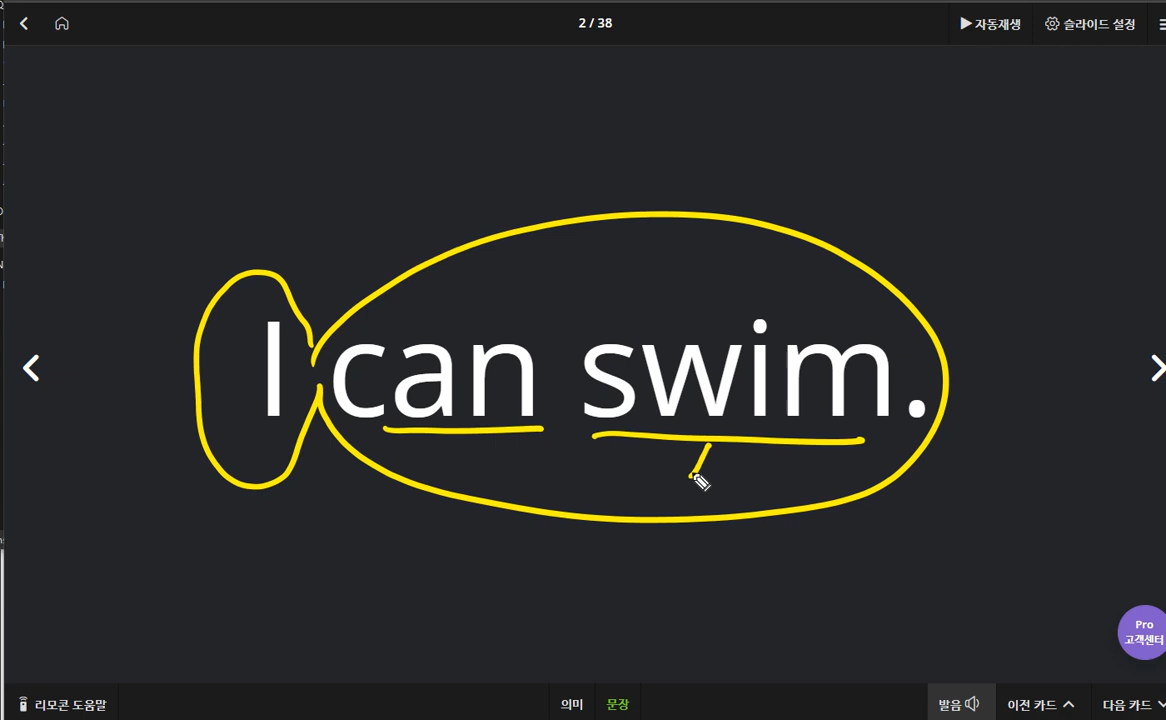 2 / 38
자동재생
슬라이드 설정
I can swim.
Pro
고객센터
리모콘 도움말
의미
문장
발음
이전 카드
다음 카드